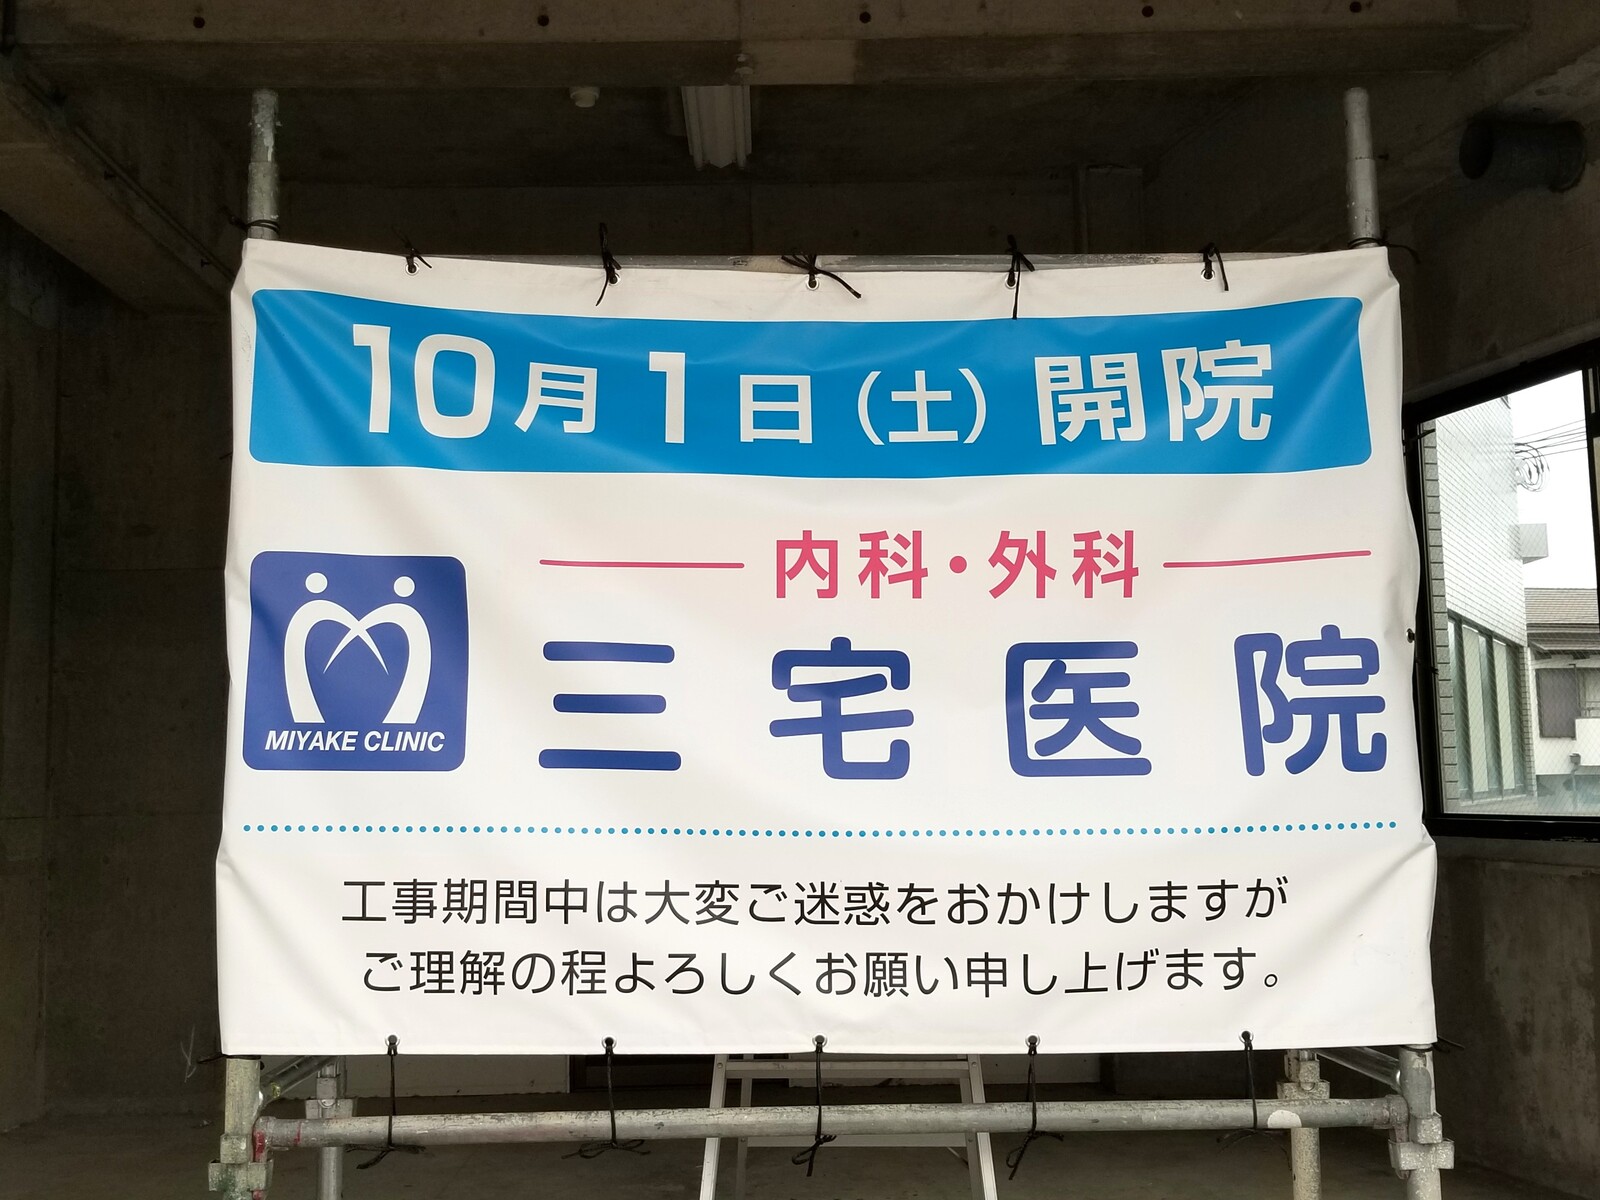 10月1日（土）開院
内科・外科
三宅医院
MIYAKE CLINIC
工事期間中は大変ご迷惑をおかけしますが
ご理解の程よろしくお願い申し上げます。